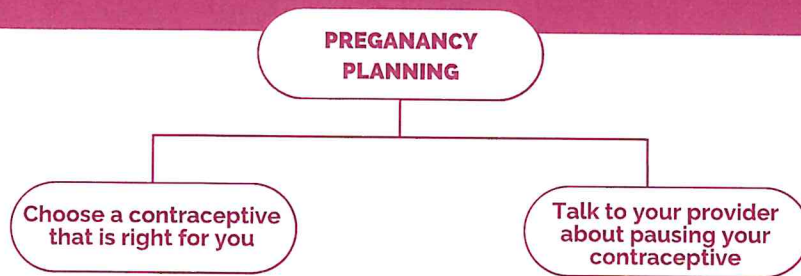 PREGANANCY
PLANNING
Choose a contraceptive
that is right for you
Talk to your provider
about pausing your
contraceptive